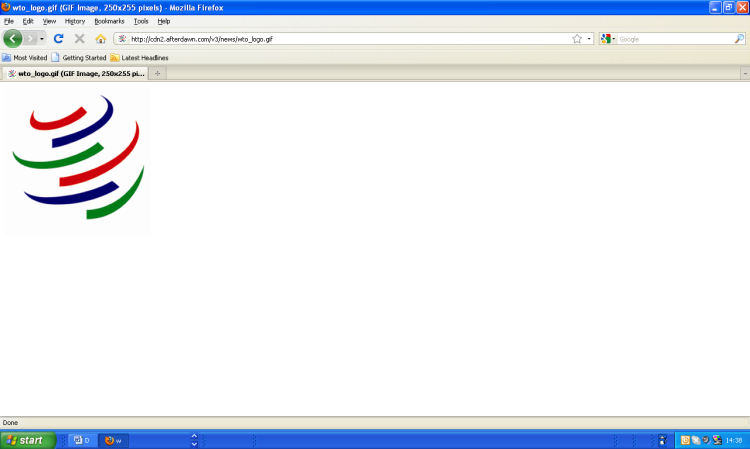 wto_logo.gif (GIF Image, 250x255 pixels) - Mozilla Firefox
File Edit View History Bookmarks Tools Help
http://cdn2.afterdawn.com/v3/news/wto_logo.gif
Google
Most Visited Getting Started Latest Headlines
wto_logo.gif (GIF Image, 250x255 pi...
Done
start D w 14:38